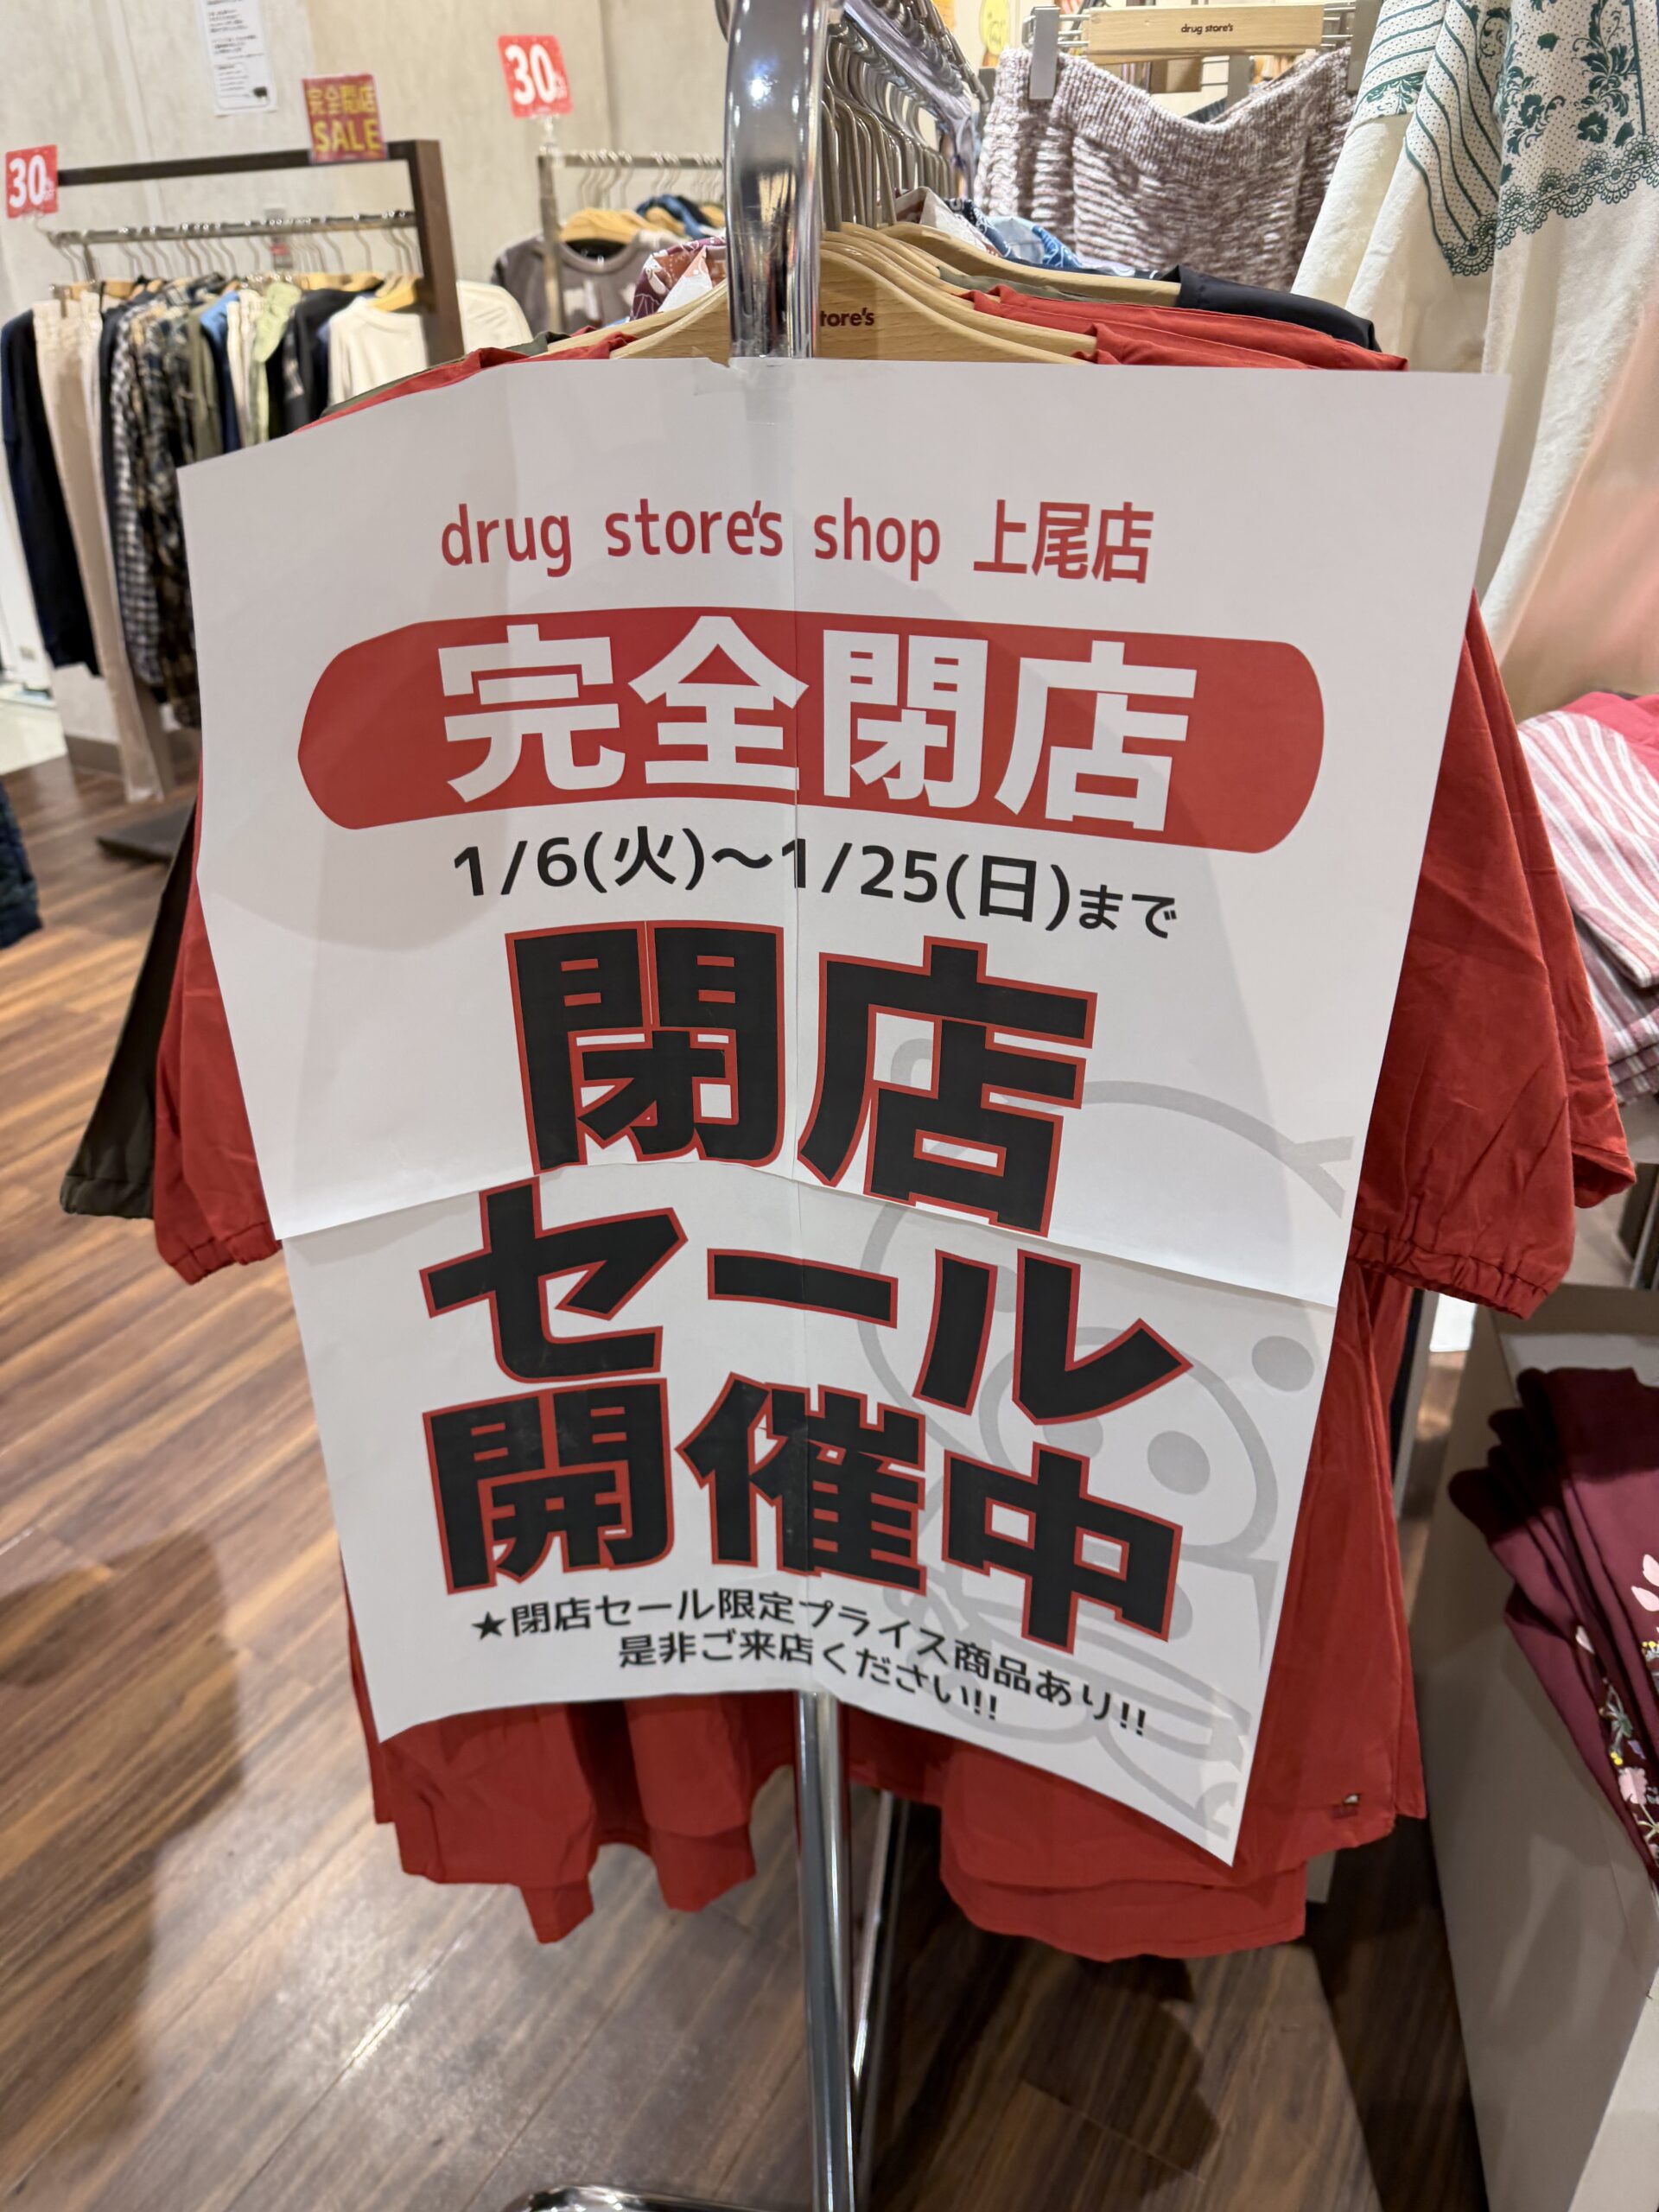 30%
完全閉店
SALE
30%
drug store's
tore's
drug store's shop 上尾店
完全閉店
1/6(火)〜1/25(日)まで
閉店
セール
開催中
★閉店セール限定プライス商品あり!!
是非ご来店ください!!